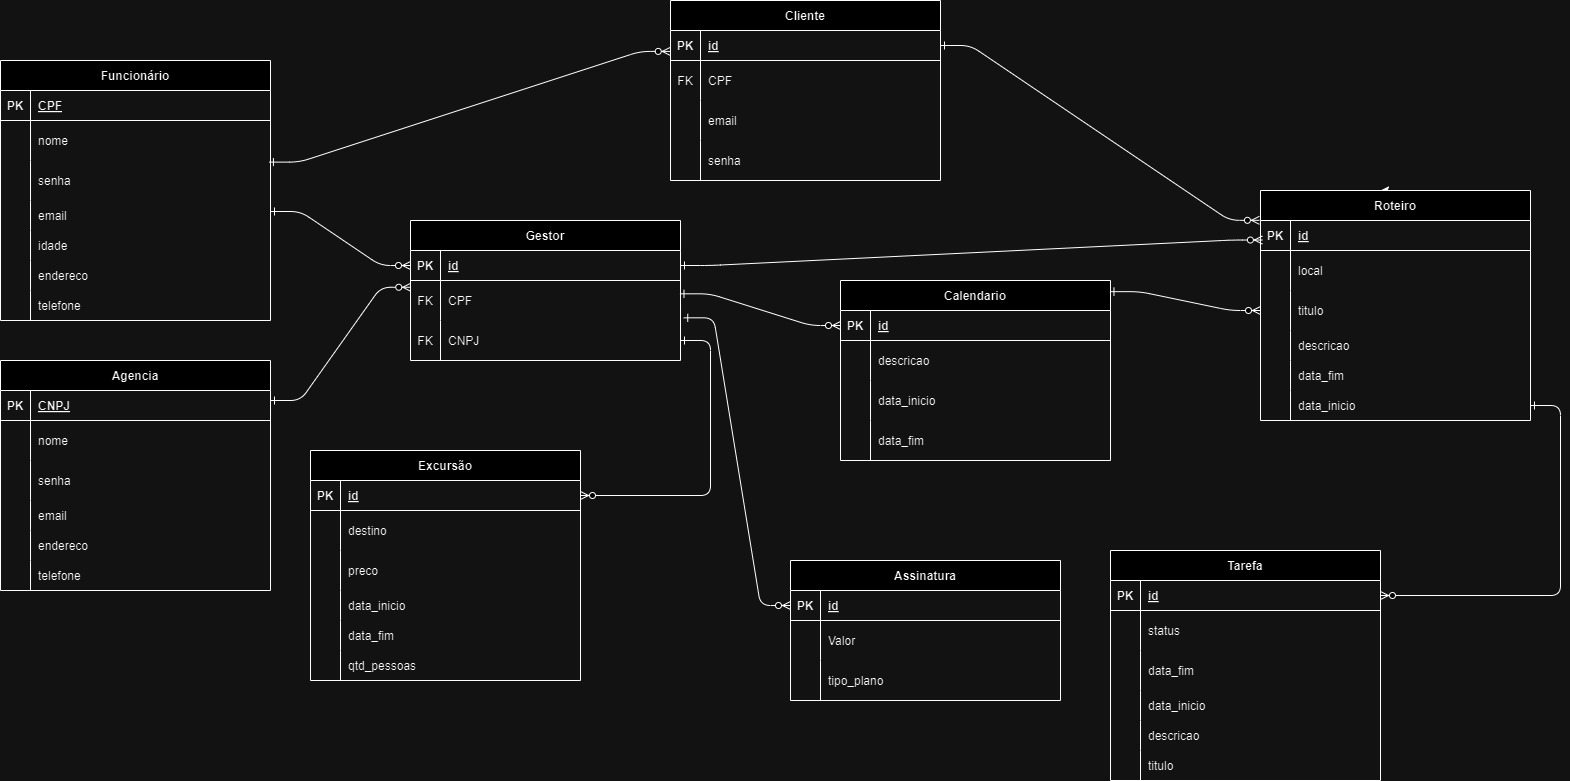 Cliente
PK id
FK CPF
email
senha
Funcionário
PK CPF
nome
senha
email
idade
endereco
telefone
Gestor
PK id
FK CPF
FK CNPJ
Roteiro
PK id
local
titulo
descricao
data_fim
data_inicio
Calendario
PK id
descricao
data_inicio
data_fim
Agencia
PK CNPJ
nome
senha
email
endereco
telefone
Excursão
PK id
destino
preco
data_inicio
data_fim
qtd_pessoas
Assinatura
PK id
Valor
tipo_plano
Tarefa
PK id
status
data_fim
data_inicio
descricao
titulo